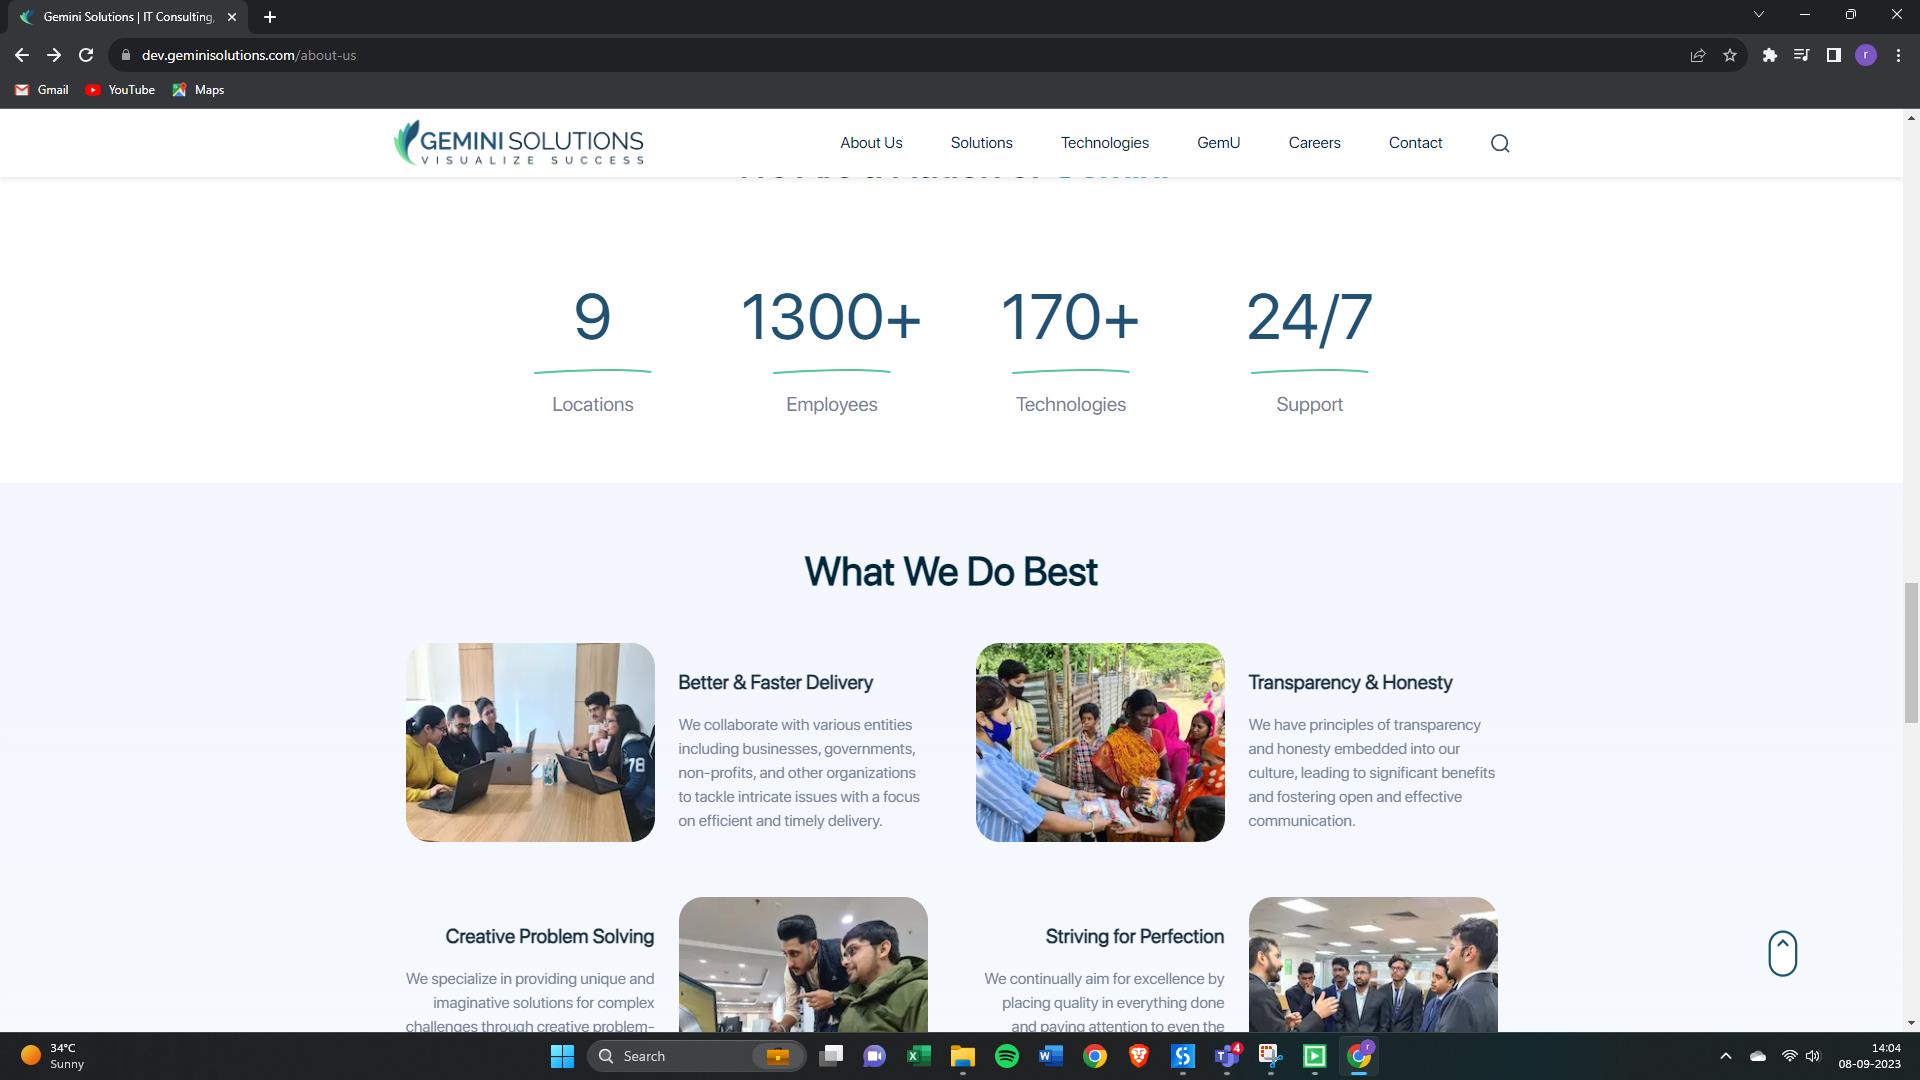 Gemini Solutions | IT Consulting,
dev.geminisolutions.com/about-us
r
Gmail YouTube Maps
GEMINI SOLUTIONS
VISUALIZE SUCCESS
About Us Solutions Technologies GemU Careers Contact
9 1300+ 170+ 24/7
Locations Employees Technologies Support
What We Do Best
Better & Faster Delivery
We collaborate with various entities
including businesses, governments,
non-profits, and other organizations
to tackle intricate issues with a focus
on efficient and timely delivery.
Transparency & Honesty
We have principles of transparency
and honesty embedded into our
culture, leading to significant benefits
and fostering open and effective
communication.
78
Creative Problem Solving
We specialize in providing unique and
imaginative solutions for complex
challenges through creative problem-
Striving for Perfection
We continually aim for excellence by
placing quality in everything done
and paying attention to even the
34°C
Sunny
Search
4
r
14:04
08-09-2023